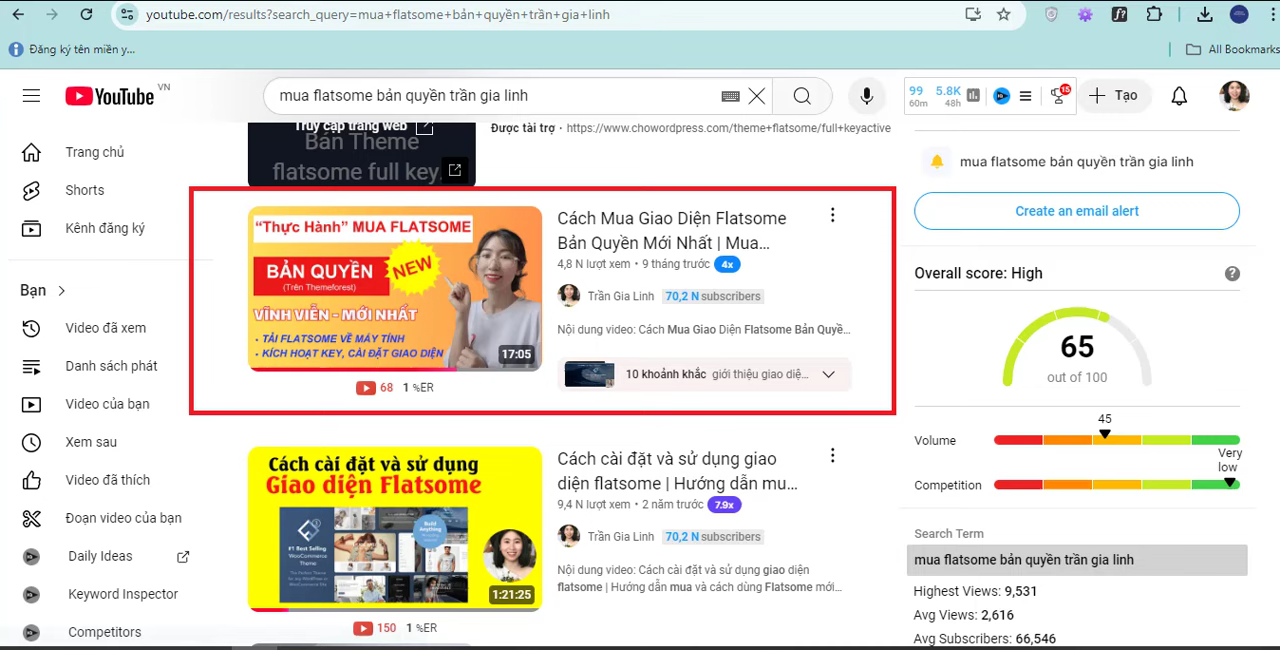 youtube.com/results?search_query=mua+flatsome+bản+quyền+trần+gia+linh
Đăng ký tên miền y...
All Bookmarks
YouTube VN
mua flatsome bản quyền trần gia linh
99 5.8K
60m 48h
15
Tạo
Trang chủ
Shorts
Kênh đăng ký
Bạn
Video đã xem
Danh sách phát
Video của bạn
Xem sau
Video đã thích
Đoạn video của bạn
Daily Ideas
Keyword Inspector
Competitors
Truy cập trang web
Bán Theme
flatsome full key.
Được tài trợ · https://www.chowordpress.com/theme+flatsome/full+keyactive
“Thực Hành” MUA FLATSOME
BẢN QUYỀN
(Trên Themeforest)
NEW
VĨNH VIỄN - MỚI NHẤT
- TẢI FLATSOME VỀ MÁY TÍNH
- KÍCH HOẠT KEY, CÀI ĐẶT GIAO DIỆN
17:05
68 1 %ER
Cách Mua Giao Diện Flatsome
Bản Quyền Mới Nhất | Mua...
4,8 N lượt xem • 9 tháng trước 4x
Trần Gia Linh 70,2 N subscribers
Nội dung video: Cách Mua Giao Diện Flatsome Bản Quyề...
10 khoảnh khắc giới thiệu giao diệ...
Cách cài đặt và sử dụng
Giao diện Flatsome
#1 Best Selling
WooCommerce
Theme
Build
Anything
1:21:25
150 1 %ER
Cách cài đặt và sử dụng giao
diện flatsome | Hướng dẫn mu...
9,4 N lượt xem • 2 năm trước 7.9x
Trần Gia Linh 70,2 N subscribers
Nội dung video: Cách cài đặt và sử dụng giao diện
flatsome | Hướng dẫn mua và cách dùng Flatsome mới...
mua flatsome bản quyền trần gia linh
Create an email alert
Overall score: High
65
out of 100
45
Volume
Very
low
Competition
Search Term
mua flatsome bản quyền trần gia linh
Highest Views: 9,531
Avg Views: 2,616
Avg Subscribers: 66,546